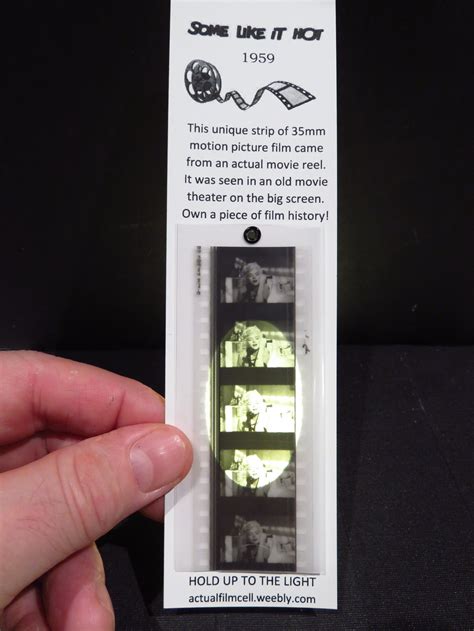 SOME LIKE IT HOT
1959
This unique strip of 35mm
motion picture film came
from an actual movie reel.
It was seen in an old movie
theater on the big screen.
Own a piece of film history!
HOLD UP TO THE LIGHT
actualfilmcell.weebly.com